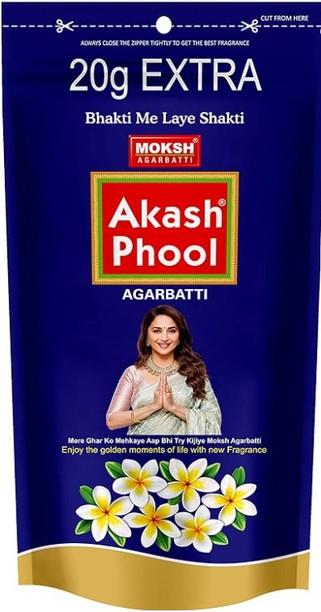 CUT FROM HERE
ALWAYS CLOSE THE ZIPPER TIGHTLY TO GET THE BEST FRAGRANCE
20g EXTRA
Bhakti Me Laye Shakti
MOKSH®
AGARBATTI
Akash®
Phool
AGARBATTI
Mere Ghar Ko Mehkaye Aap Bhi Try Kijiye Moksh Agarbatti
Enjoy the golden moments of life with new Fragrance